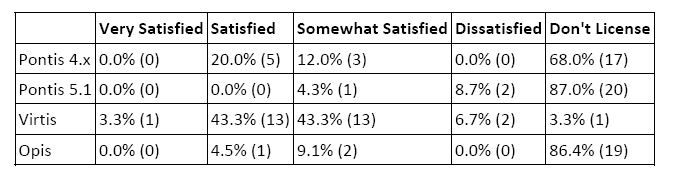 Very Satisfied Satisfied Somewhat Satisfied Dissatisfied Don't License
Pontis 4.x 0.0% (0) 20.0% (5) 12.0% (3) 0.0% (0) 68.0% (17)
Pontis 5.1 0.0% (0) 0.0% (0) 4.3% (1) 8.7% (2) 87.0% (20)
Virtis 3.3% (1) 43.3% (13) 43.3% (13) 6.7% (2) 3.3% (1)
Opis 0.0% (0) 4.5% (1) 9.1% (2) 0.0% (0) 86.4% (19)